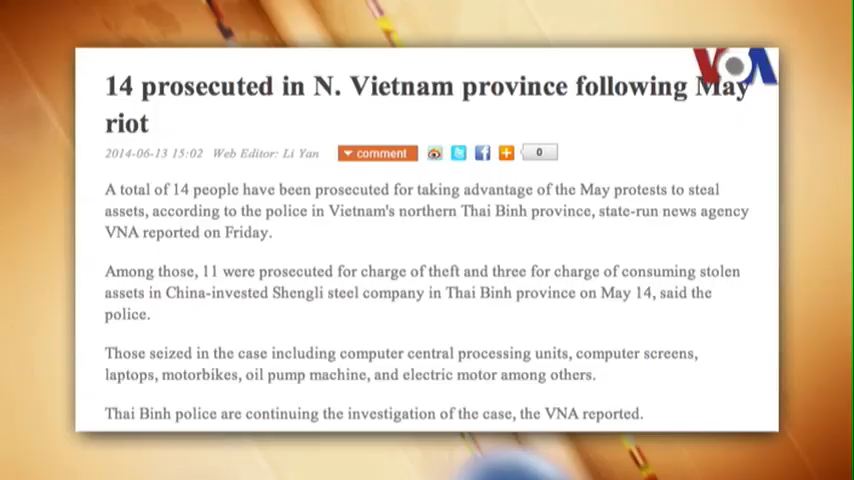 VOA
14 prosecuted in N. Vietnam province following May
riot
2014-06-13 15:02 Web Editor: Li Yan comment 0
A total of 14 people have been prosecuted for taking advantage of the May protests to steal
assets, according to the police in Vietnam's northern Thai Binh province, state-run news agency
VNA reported on Friday.
Among those, 11 were prosecuted for charge of theft and three for charge of consuming stolen
assets in China-invested Shengli steel company in Thai Binh province on May 14, said the
police.
Those seized in the case including computer central processing units, computer screens,
laptops, motorbikes, oil pump machine, and electric motor among others.
Thai Binh police are continuing the investigation of the case, the VNA reported.